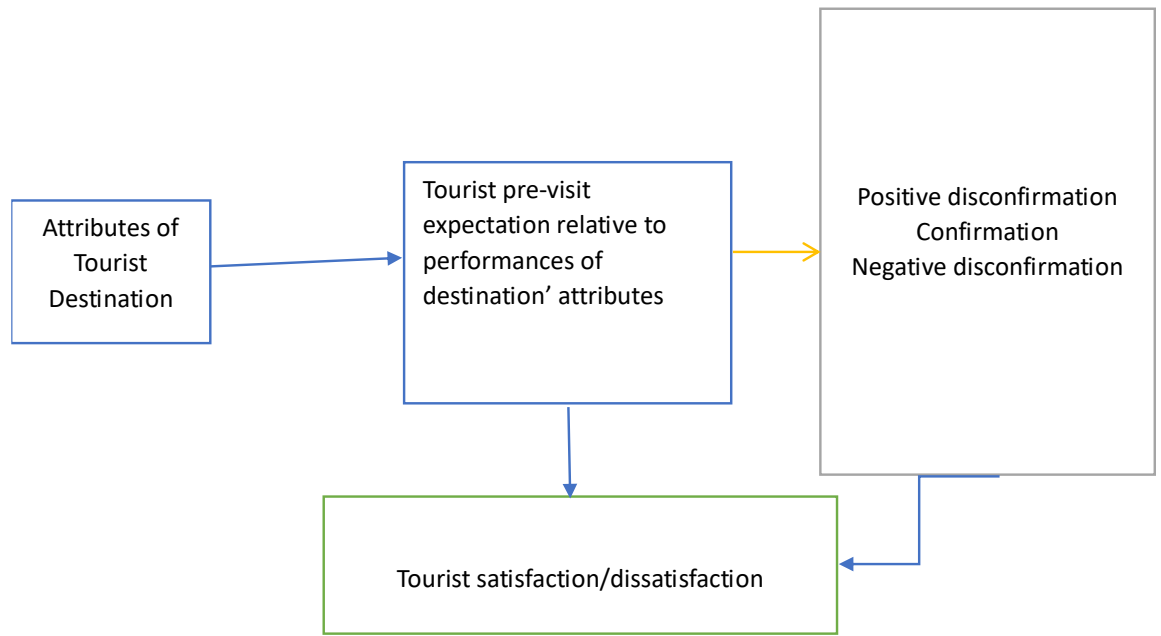 Attributes of
Tourist
Destination
Tourist pre-visit
expectation relative to
performances of
destination’ attributes
Positive disconfirmation
Confirmation
Negative disconfirmation
Tourist satisfaction/dissatisfaction